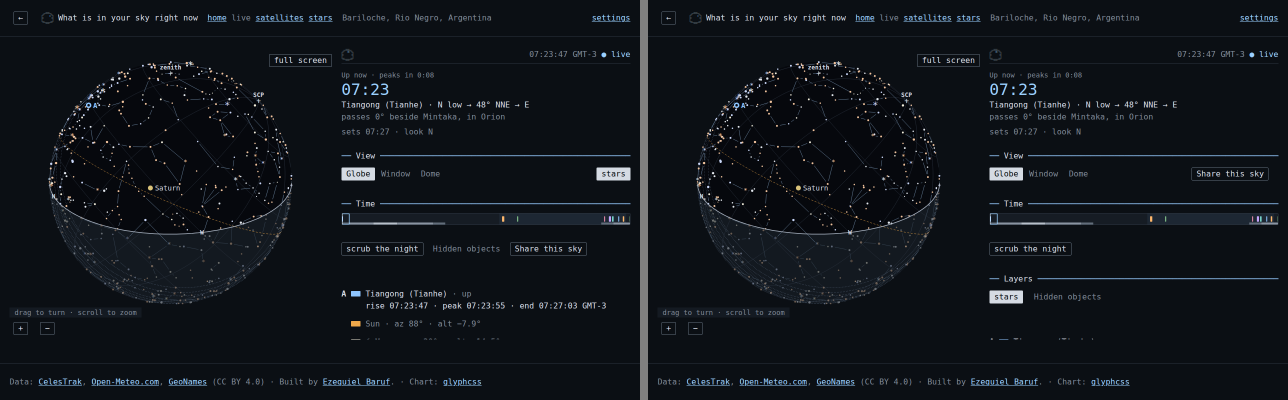 ← What is in your sky right now home live satellites stars Bariloche, Rio Negro, Argentina settings
full screen
07:23:47 GMT-3 ● live
zenith
SCP
A
Saturn
N
W
Up now · peaks in 0:08
07:23
Tiangong (Tianhe) · N low → 48° NNE → E
passes 0° beside Mintaka, in Orion
sets 07:27 · look N
View
Globe Window Dome stars
Time
scrub the night Hidden objects Share this sky
A Tiangong (Tianhe) · up
rise 07:23:47 · peak 07:23:55 · end 07:27:03 GMT-3
Sun · az 88° · alt −7.9°
drag to turn · scroll to zoom
+ −
Data: CelesTrak, Open-Meteo.com, GeoNames (CC BY 4.0) · Built by Ezequiel Baruf. · Chart: glyphcss
← What is in your sky right now home live satellites stars Bariloche, Rio Negro, Argentina settings
full screen
07:23:47 GMT-3 ● live
zenith
SCP
A
Saturn
N
W
Up now · peaks in 0:08
07:23
Tiangong (Tianhe) · N low → 48° NNE → E
passes 0° beside Mintaka, in Orion
sets 07:27 · look N
View
Globe Window Dome Share this sky
Time
scrub the night
Layers
stars Hidden objects
drag to turn · scroll to zoom
+ −
Data: CelesTrak, Open-Meteo.com, GeoNames (CC BY 4.0) · Built by Ezequiel Baruf. · Chart: glyphcss